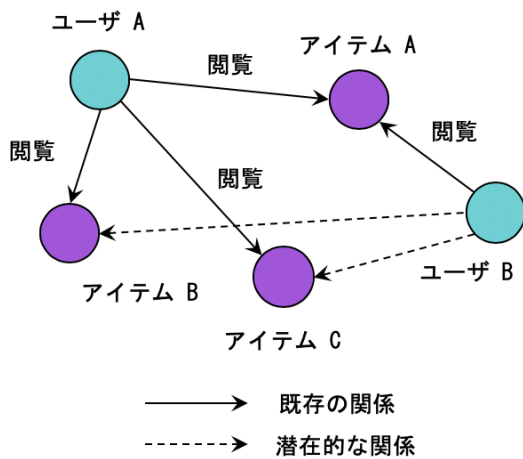 ユーザ A
アイテム A
閲覧
閲覧
閲覧
閲覧
ユーザ B
アイテム B
アイテム C
既存の関係
潜在的な関係